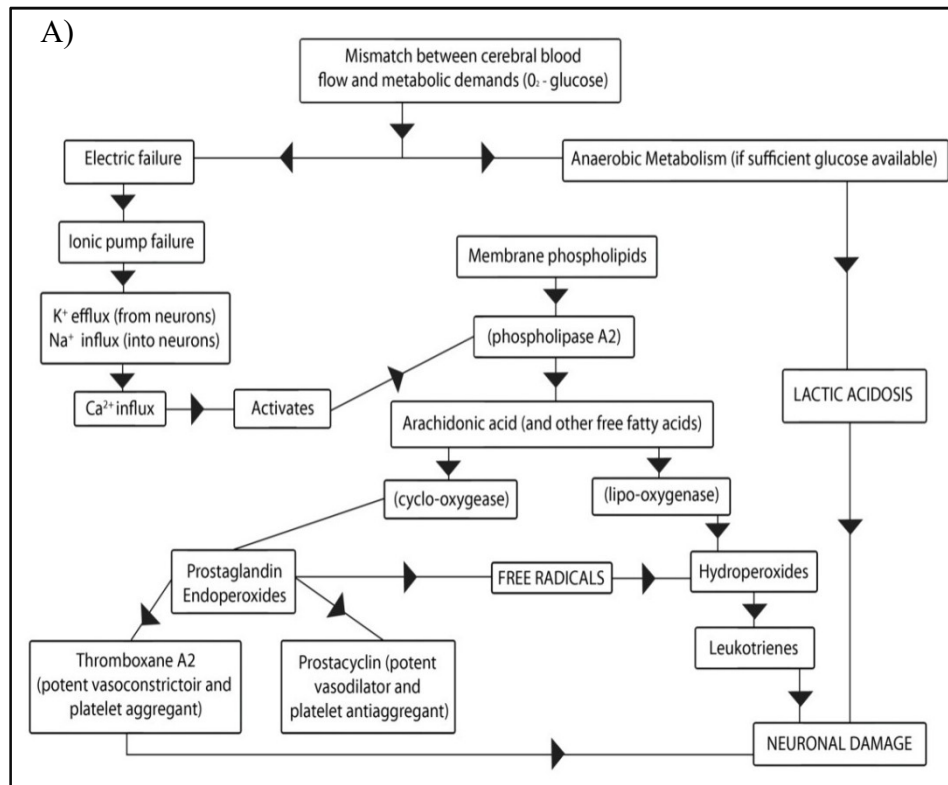 A)
Mismatch between cerebral blood
flow and metabolic demands (0₂ - glucose)
Electric failure
Anaerobic Metabolism (if sufficient glucose available)
Ionic pump failure
Membrane phospholipids
K⁺ efflux (from neurons)
Na⁺ influx (into neurons)
(phospholipase A2)
Ca²⁺ influx
Activates
LACTIC ACIDOSIS
Arachidonic acid (and other free fatty acids)
(cyclo-oxygease)
(lipo-oxygenase)
Prostaglandin
Endoperoxides
FREE RADICALS
Hydroperoxides
Thromboxane A2
(potent vasoconstrictoir and
platelet aggregant)
Prostacyclin (potent
vasodilator and
platelet antiaggregant)
Leukotrienes
NEURONAL DAMAGE